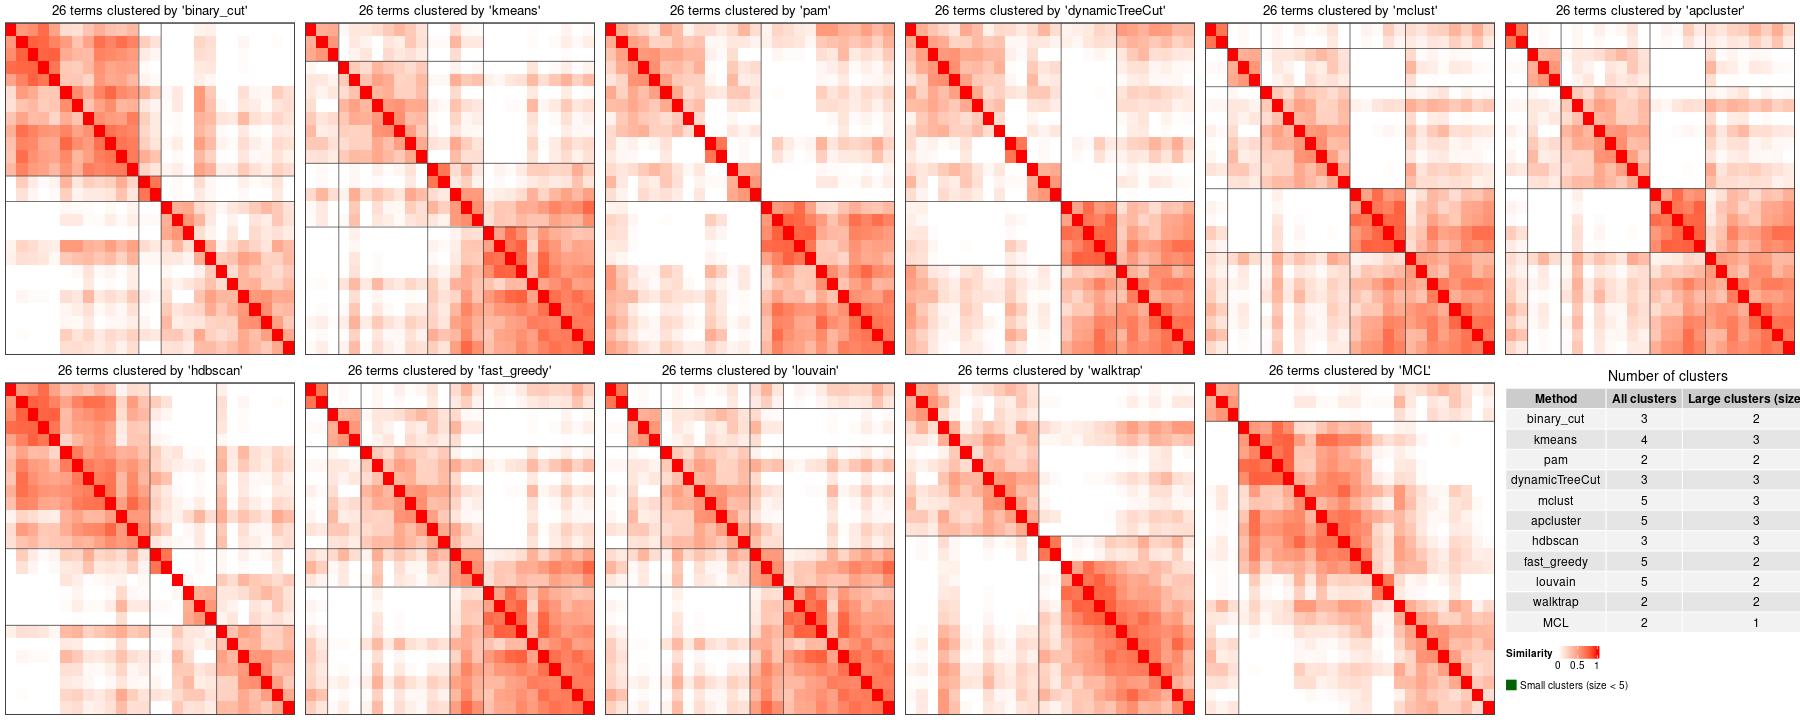 26 terms clustered by 'binary_cut'
26 terms clustered by 'kmeans'
26 terms clustered by 'pam'
26 terms clustered by 'dynamicTreeCut'
26 terms clustered by 'mclust'
26 terms clustered by 'apcluster'
26 terms clustered by 'hdbscan'
26 terms clustered by 'fast_greedy'
26 terms clustered by 'louvain'
26 terms clustered by 'walktrap'
26 terms clustered by 'MCL'
Number of clusters
Method All clusters Large clusters (size
binary_cut 3 2
kmeans 4 3
pam 2 2
dynamicTreeCut 3 3
mclust 5 3
apcluster 5 3
hdbscan 3 3
fast_greedy 5 2
louvain 5 2
walktrap 2 2
MCL 2 1
Similarity
0 0.5 1
Small clusters (size < 5)